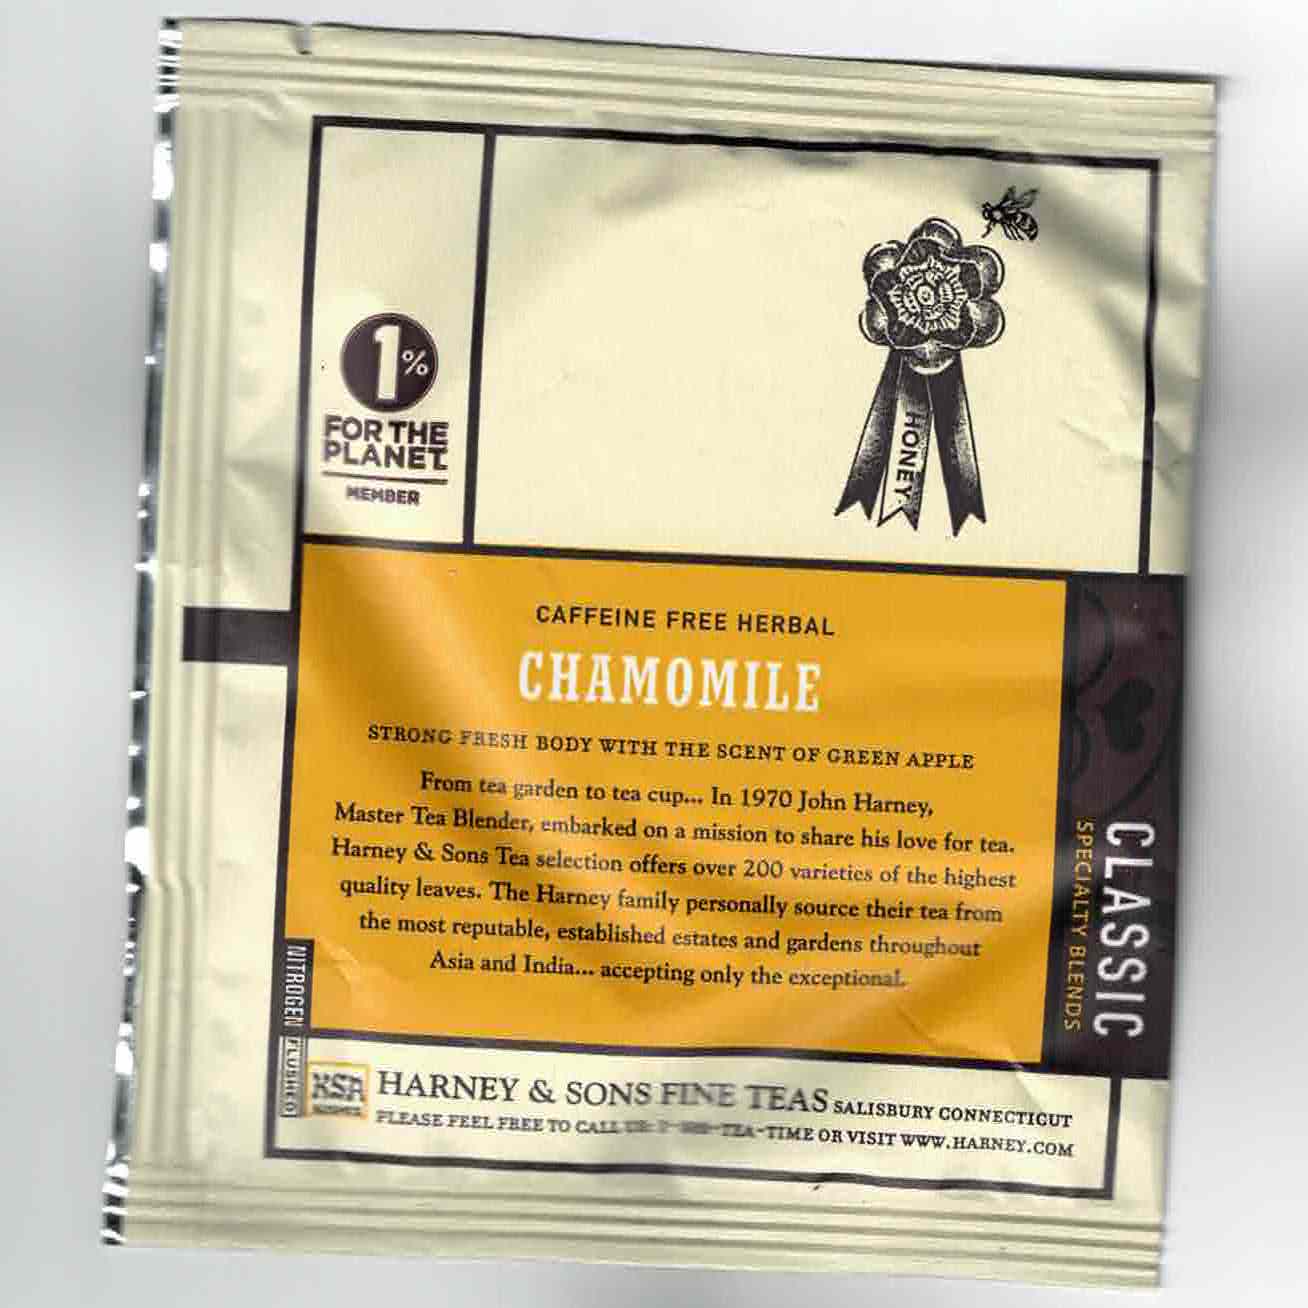 1%
FOR THE
PLANET
MEMBER
HONEY
CAFFEINE FREE HERBAL
CHAMOMILE
STRONG FRESH BODY WITH THE SCENT OF GREEN APPLE
From tea garden to tea cup... In 1970 John Harney,
Master Tea Blender, embarked on a mission to share his love for tea.
Harney & Sons Tea selection offers over 200 varieties of the highest
quality leaves. The Harney family personally source their tea from
the most reputable, established estates and gardens throughout
Asia and India... accepting only the exceptional.
CLASSIC
SPECIALTY BLENDS
NITROGEN FLUSHED
KSA
HARNEY & SONS FINE TEAS SALISBURY CONNECTICUT
PLEASE FEEL FREE TO CALL TEA-TIME OR VISIT WWW.HARNEY.COM